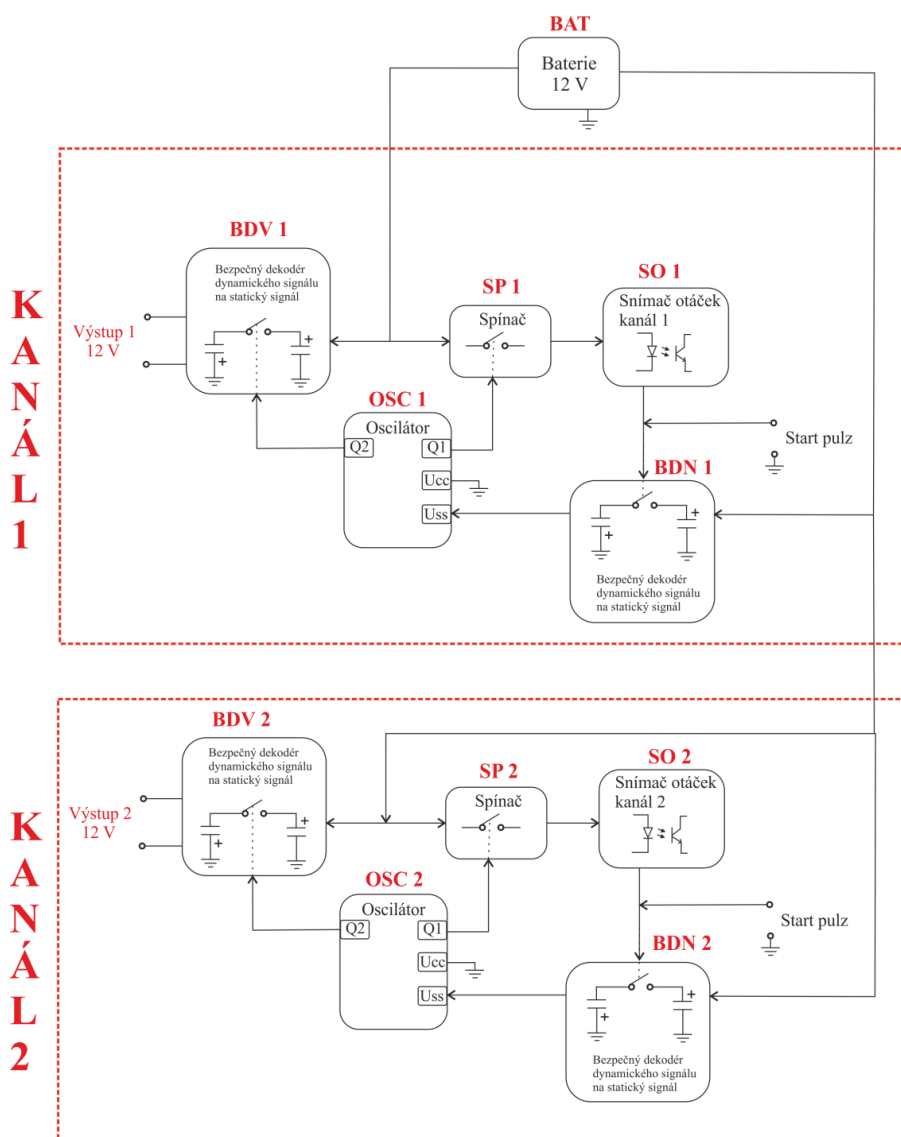 BAT
Baterie
12 V
KANÁL 1
BDV 1
Bezpečný dekodér
dynamického signálu
na statický signál
+
+
Výstup 1
12 V
SP 1
Spínač
SO 1
Snímač otáček
kanál 1
OSC 1
Oscilátor
Q2
Q1
Ucc
Uss
Start pulz
BDN 1
+
+
Bezpečný dekodér
dynamického signálu
na statický signál
KANÁL 2
BDV 2
Bezpečný dekodér
dynamického signálu
na statický signál
+
+
Výstup 2
12 V
SP 2
Spínač
SO 2
Snímač otáček
kanál 2
OSC 2
Oscilátor
Q2
Q1
Ucc
Uss
Start pulz
BDN 2
+
+
Bezpečný dekodér
dynamického signálu
na statický signál